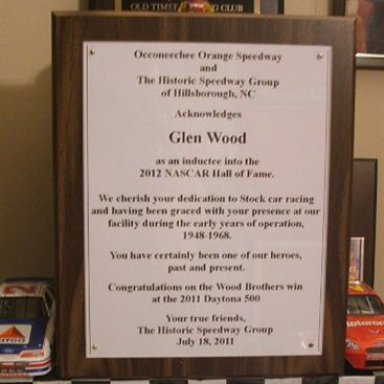 OLD TIMERS RACING CLUB
Occoneechee Orange Speedway
and
The Historic Speedway Group
of Hillsborough, NC
Acknowledges
Glen Wood
as an inductee into the
2012 NASCAR Hall of Fame.
We cherish your dedication to Stock car racing
and having been graced with your presence at our
facility during the early years of operation,
1948-1968.
You have certainly been one of our heroes,
past and present.
Congratulations on the Wood Brothers win
at the 2011 Daytona 500
Your true friends,
The Historic Speedway Group
July 18, 2011
CITGO
Motorcraft